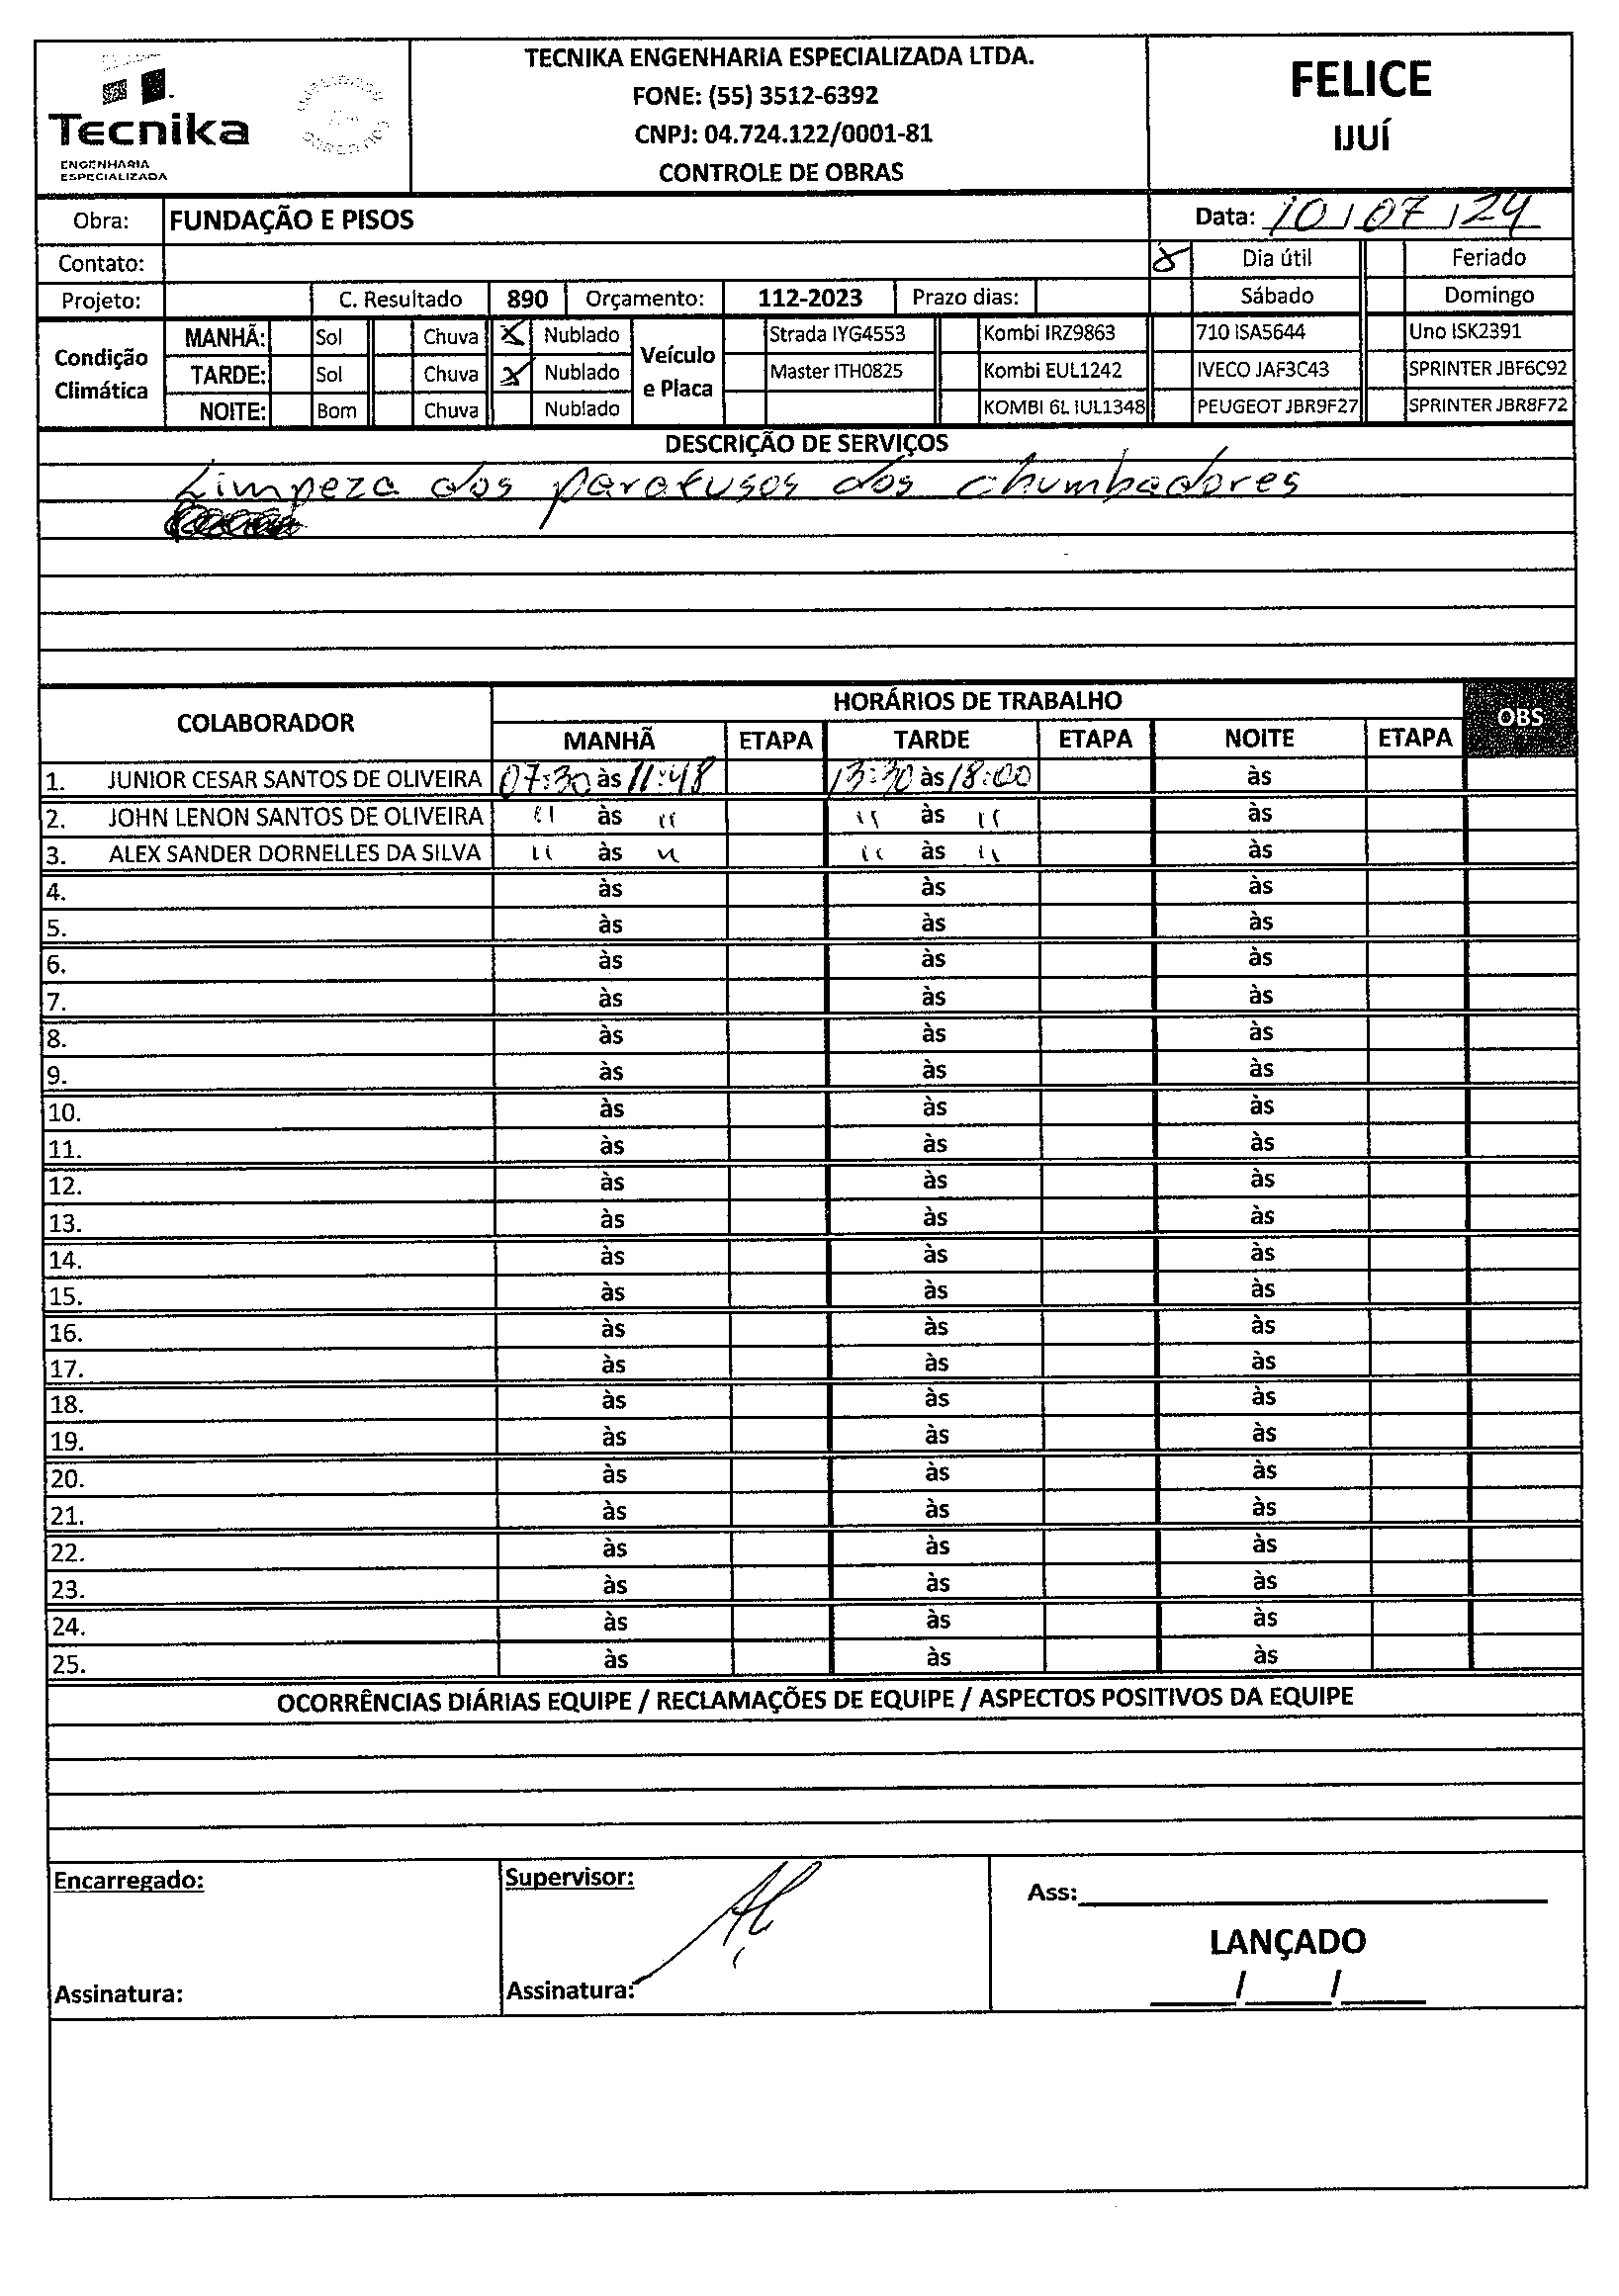 Tecnika
ENGENHARIA
ESPECIALIZADA
TECNIKA ENGENHARIA ESPECIALIZADA LTDA.
FONE: (55) 3512-6392
CNPJ: 04.724.122/0001-81
CONTROLE DE OBRAS
FELICE
IJUÍ
Obra: FUNDAÇÃO E PISOS Data: 10/07/24
Contato: X Dia útil Feriado
Projeto: C. Resultado 890 Orçamento: 112-2023 Prazo dias: Sábado Domingo
Condição Climática
MANHÃ: Sol Chuva X Nublado
TARDE: Sol Chuva X Nublado
NOITE: Bom Chuva Nublado
Veículo e Placa
Strada IYG4553 Kombi IRZ9863 710 ISA5644 Uno ISK2391
Master ITH0825 Kombi EUL1242 IVECO JAF3C43 SPRINTER JBF6C92
KOMBI 6L IUL1348 PEUGEOT JBR9F27 SPRINTER JBR8F72
DESCRIÇÃO DE SERVIÇOS
Limpeza dos parafusos dos chumbadores
COLABORADOR HORÁRIOS DE TRABALHO OBS
MANHÃ ETAPA TARDE ETAPA NOITE ETAPA
1. JUNIOR CESAR SANTOS DE OLIVEIRA 07:30 às 11:48 13:30 às 18:00 às
2. JOHN LENON SANTOS DE OLIVEIRA " às " " às " às
3. ALEX SANDER DORNELLES DA SILVA " às " " às " às
4. às às às
5. às às às
6. às às às
7. às às às
8. às às às
9. às às às
10. às às às
11. às às às
12. às às às
13. às às às
14. às às às
15. às às às
16. às às às
17. às às às
18. às às às
19. às às às
20. às às às
21. às às às
22. às às às
23. às às às
24. às às às
25. às às às
OCORRÊNCIAS DIÁRIAS EQUIPE / RECLAMAÇÕES DE EQUIPE / ASPECTOS POSITIVOS DA EQUIPE
Encarregado: Supervisor: Ass:
LANÇADO
Assinatura: Assinatura: / /